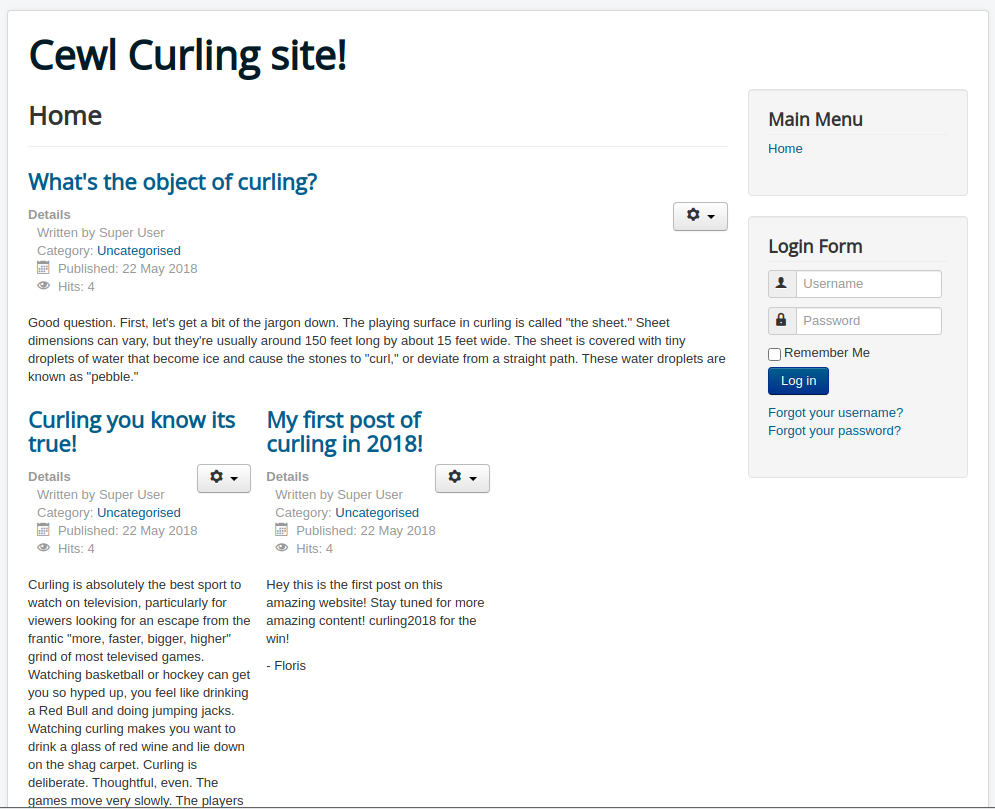 Cewl Curling site!
Home
What's the object of curling?
Details
Written by Super User
Category: Uncategorised
Published: 22 May 2018
Hits: 4
Good question. First, let's get a bit of the jargon down. The playing surface in curling is called "the sheet." Sheet
dimensions can vary, but they're usually around 150 feet long by about 15 feet wide. The sheet is covered with tiny
droplets of water that become ice and cause the stones to "curl," or deviate from a straight path. These water droplets are
known as "pebble."
Curling you know its
true!
Details
Written by Super User
Category: Uncategorised
Published: 22 May 2018
Hits: 4
Curling is absolutely the best sport to
watch on television, particularly for
viewers looking for an escape from the
frantic "more, faster, bigger, higher"
grind of most televised games.
Watching basketball or hockey can get
you so hyped up, you feel like drinking
a Red Bull and doing jumping jacks.
Watching curling makes you want to
drink a glass of red wine and lie down
on the shag carpet. Curling is
deliberate. Thoughtful, even. The
games move very slowly. The players
My first post of
curling in 2018!
Details
Written by Super User
Category: Uncategorised
Published: 22 May 2018
Hits: 4
Hey this is the first post on this
amazing website! Stay tuned for more
amazing content! curling2018 for the
win!
- Floris
Main Menu
Home
Login Form
Username
Password
Remember Me
Log in
Forgot your username?
Forgot your password?